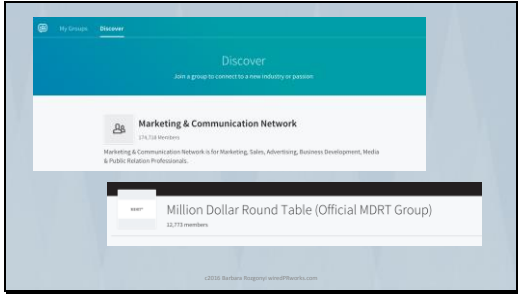 My Groups Discover
Discover
Join a group to connect to a new industry or passion
Marketing & Communication Network
174,718 Members
Marketing & Communication Network is for Marketing, Sales, Advertising, Business Development, Media
& Public Relation Professionals.
MDRT
Million Dollar Round Table (Official MDRT Group)
12,773 members
c2016 Barbara Rozgonyi-wiredPRworks.com